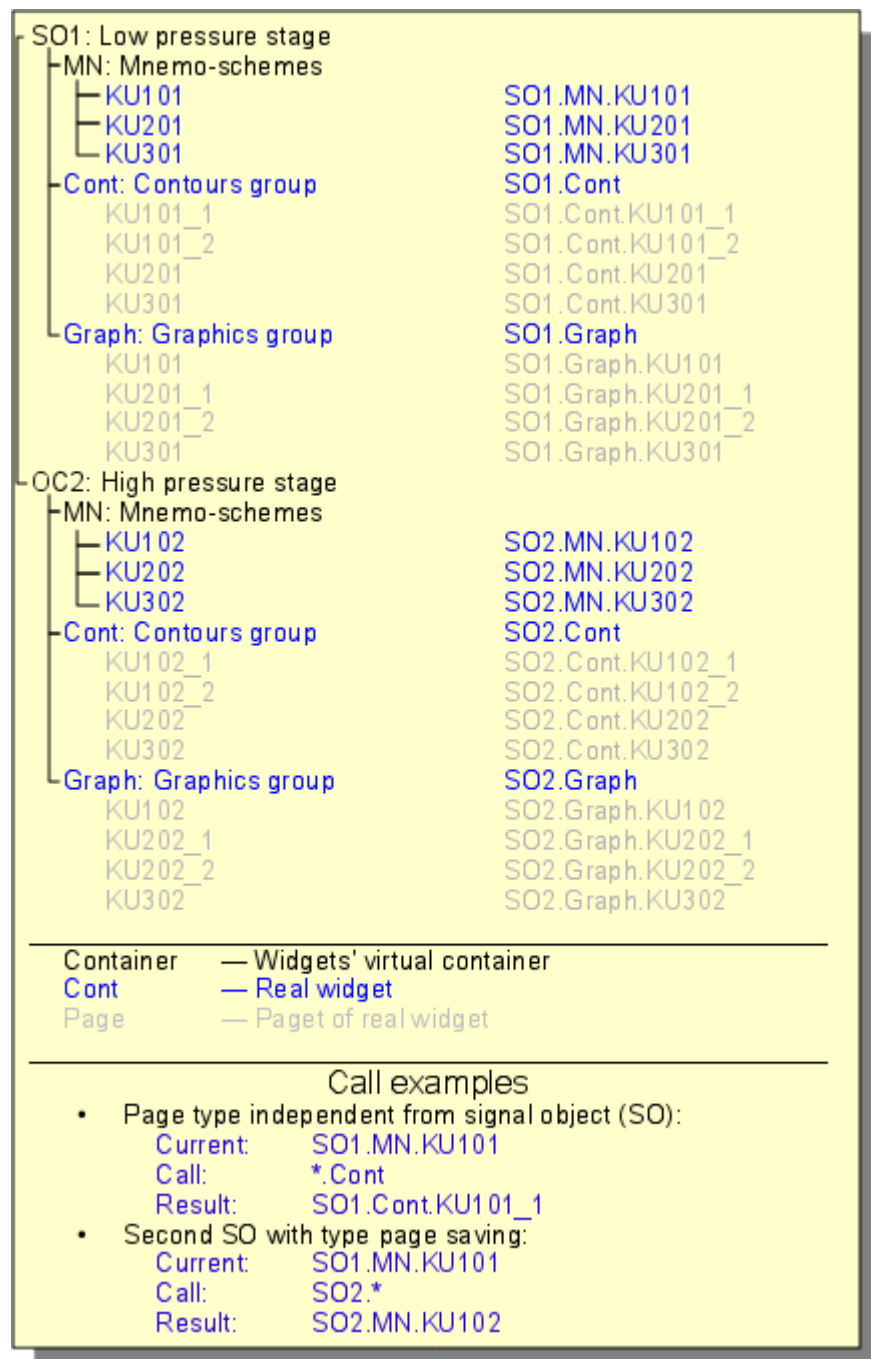 SO1: Low pressure stage
MN: Mnemo-schemes
KU101 SO1.MN.KU101
KU201 SO1.MN.KU201
KU301 SO1.MN.KU301
Cont: Contours group SO1.Cont
KU101_1 SO1.Cont.KU101_1
KU101_2 SO1.Cont.KU101_2
KU201 SO1.Cont.KU201
KU301 SO1.Cont.KU301
Graph: Graphics group SO1.Graph
KU101 SO1.Graph.KU101
KU201_1 SO1.Graph.KU201_1
KU201_2 SO1.Graph.KU201_2
KU301 SO1.Graph.KU301
OC2: High pressure stage
MN: Mnemo-schemes
KU102 SO2.MN.KU102
KU202 SO2.MN.KU202
KU302 SO2.MN.KU302
Cont: Contours group SO2.Cont
KU102_1 SO2.Cont.KU102_1
KU102_2 SO2.Cont.KU102_2
KU202 SO2.Cont.KU202
KU302 SO2.Cont.KU302
Graph: Graphics group SO2.Graph
KU102 SO2.Graph.KU102
KU202_1 SO2.Graph.KU202_1
KU202_2 SO2.Graph.KU202_2
KU302 SO2.Graph.KU302
Container — Widgets' virtual container
Cont — Real widget
Page — Paget of real widget
Call examples
• Page type independent from signal object (SO):
Current: SO1.MN.KU101
Call: *.Cont
Result: SO1.Cont.KU101_1
• Second SO with type page saving:
Current: SO1.MN.KU101
Call: SO2.*
Result: SO2.MN.KU102